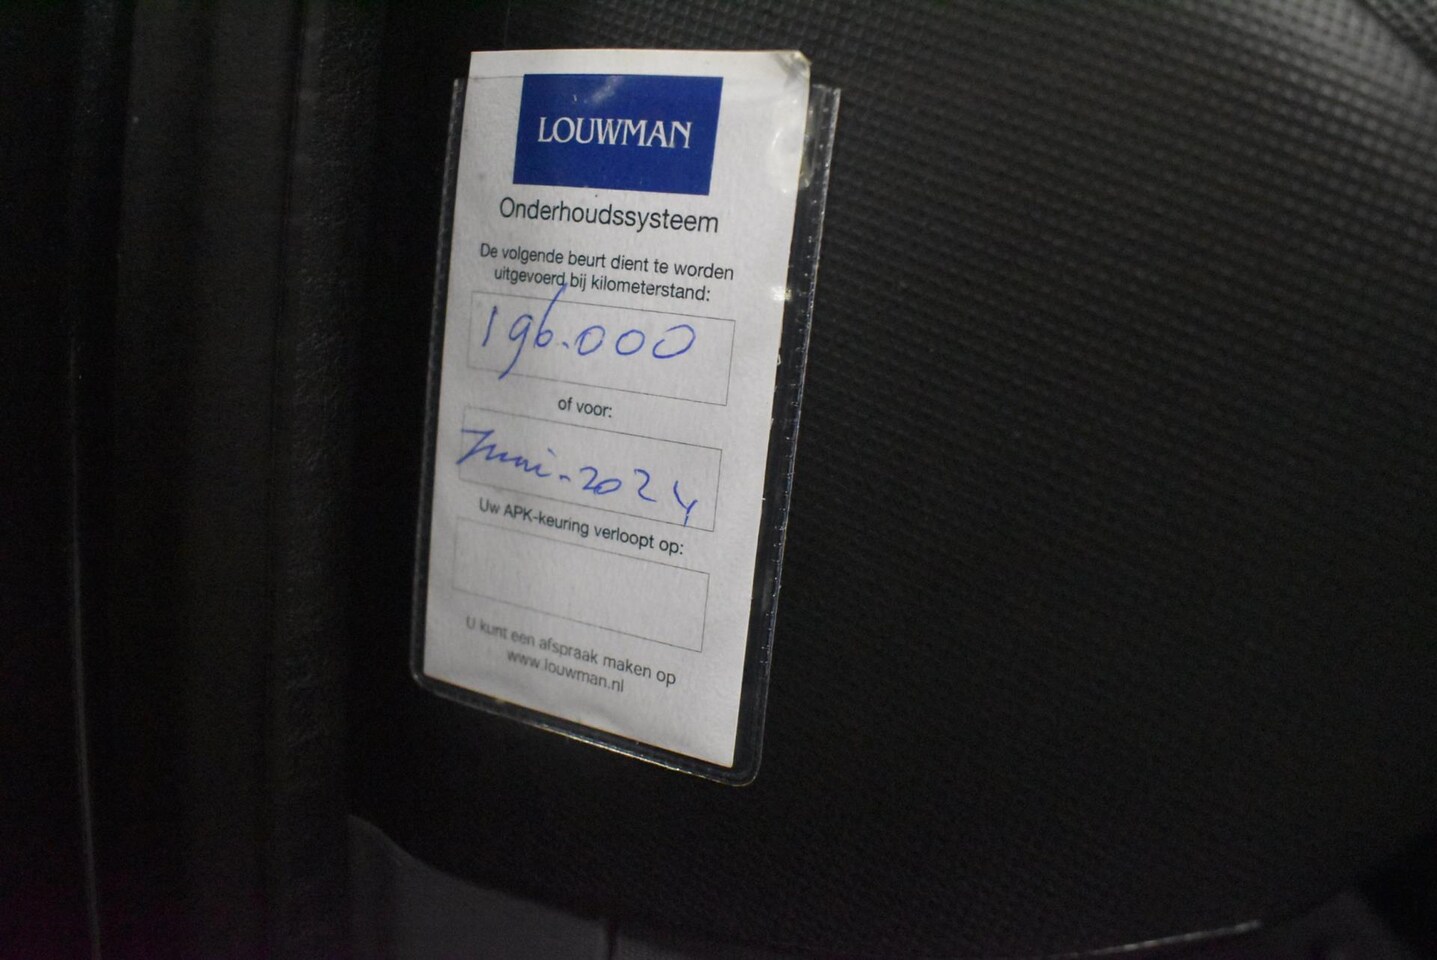 LOUWMAN
Onderhoudssysteem
De volgende beurt dient te worden
uitgevoerd bij kilometerstand:
196.000
of voor:
Juni-2024
Uw APK-keuring verloopt op:
U kunt een afspraak maken op
www.louwman.nl